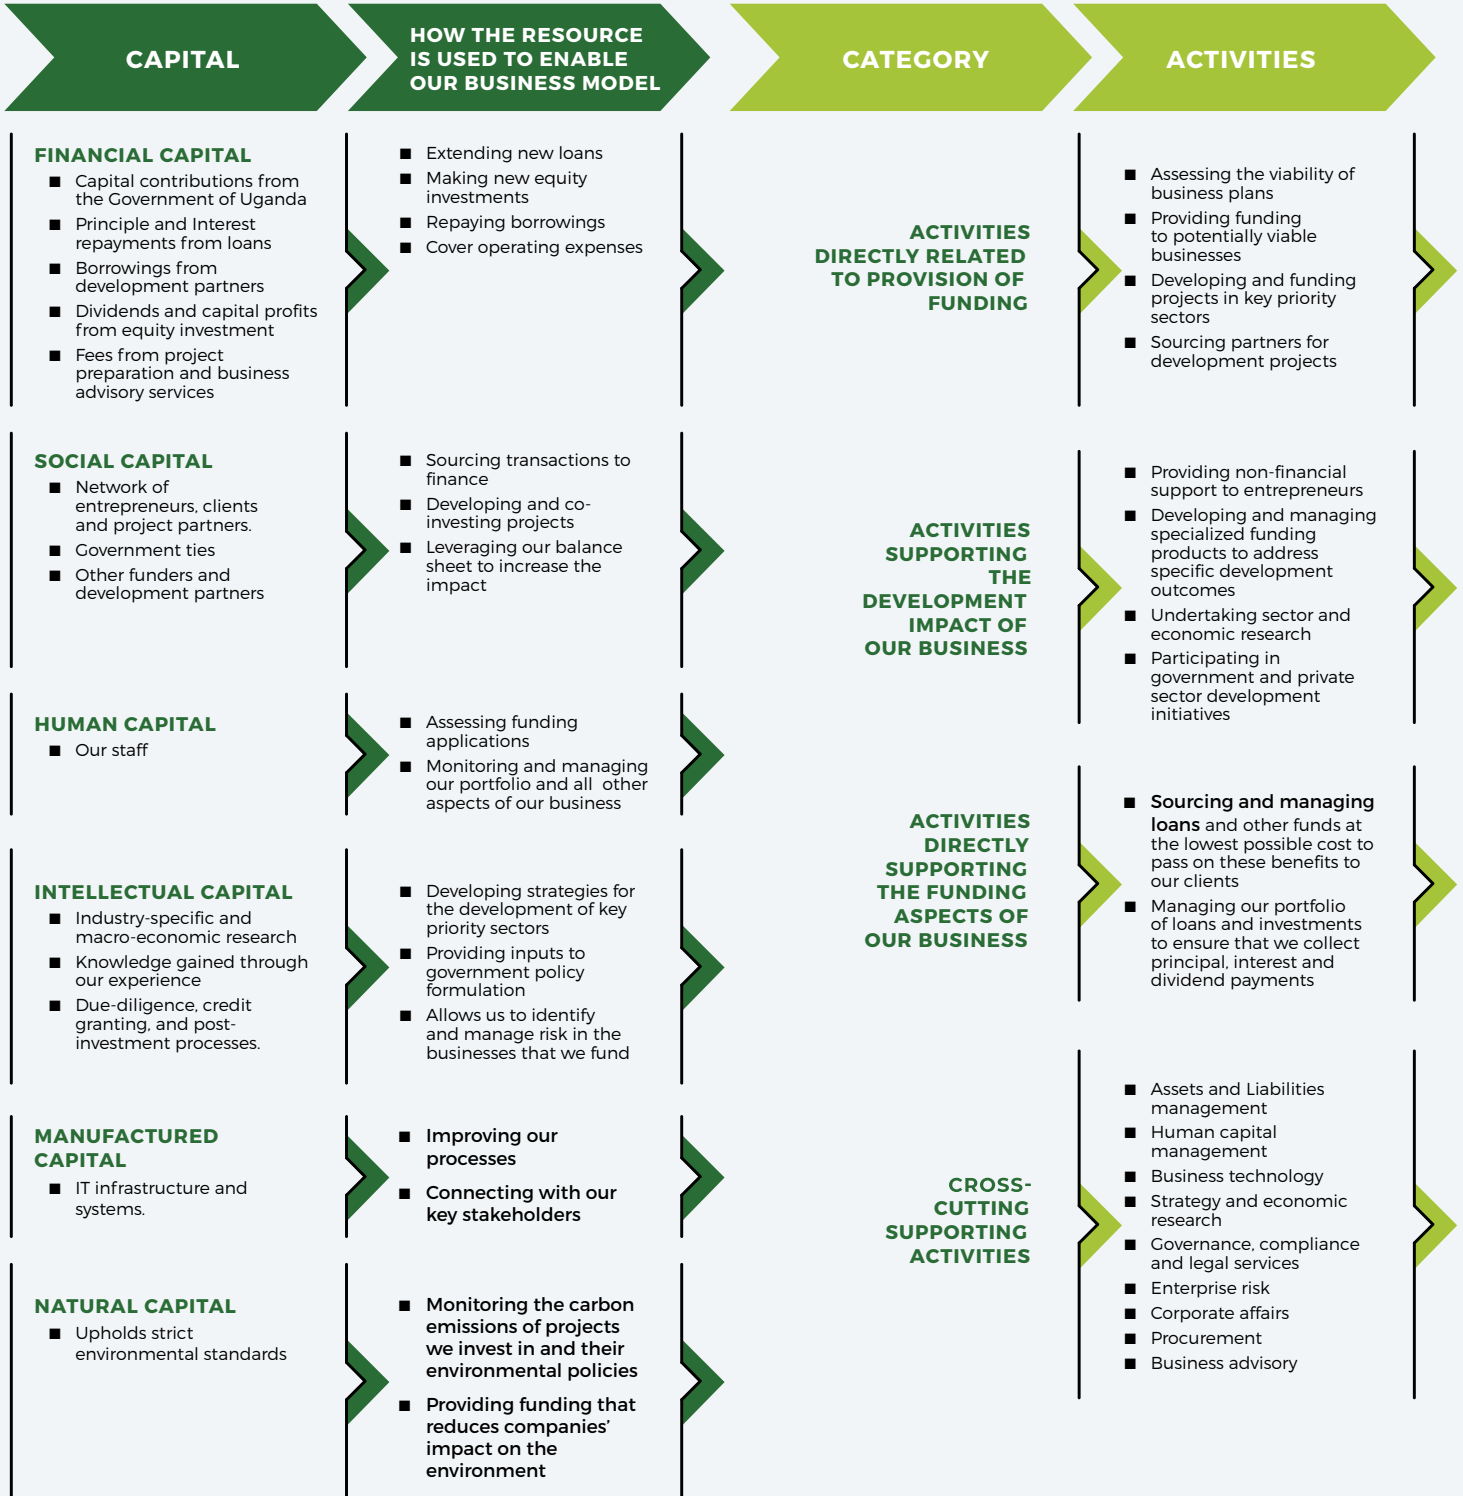 CAPITAL
HOW THE RESOURCE
IS USED TO ENABLE
OUR BUSINESS MODEL
CATEGORY
ACTIVITIES
FINANCIAL CAPITAL
■ Capital contributions from
the Government of Uganda
■ Principle and Interest
repayments from loans
■ Borrowings from
development partners
■ Dividends and capital profits
from equity investment
■ Fees from project
preparation and business
advisory services
■ Extending new loans
■ Making new equity
investments
■ Repaying borrowings
■ Cover operating expenses
SOCIAL CAPITAL
■ Network of
entrepreneurs, clients
and project partners.
■ Government ties
■ Other funders and
development partners
■ Sourcing transactions to
finance
■ Developing and co-
investing projects
■ Leveraging our balance
sheet to increase the
impact
HUMAN CAPITAL
■ Our staff
■ Assessing funding
applications
■ Monitoring and managing
our portfolio and all other
aspects of our business
INTELLECTUAL CAPITAL
■ Industry-specific and
macro-economic research
■ Knowledge gained through
our experience
■ Due-diligence, credit
granting, and post-
investment processes.
■ Developing strategies for
the development of key
priority sectors
■ Providing inputs to
government policy
formulation
■ Allows us to identify
and manage risk in the
businesses that we fund
MANUFACTURED
CAPITAL
■ IT infrastructure and
systems.
■ Improving our
processes
■ Connecting with our
key stakeholders
NATURAL CAPITAL
■ Upholds strict
environmental standards
■ Monitoring the carbon
emissions of projects
we invest in and their
environmental policies
■ Providing funding that
reduces companies’
impact on the
environment
ACTIVITIES
DIRECTLY RELATED
TO PROVISION OF
FUNDING
■ Assessing the viability of
business plans
■ Providing funding
to potentially viable
businesses
■ Developing and funding
projects in key priority
sectors
■ Sourcing partners for
development projects
ACTIVITIES
SUPPORTING
THE
DEVELOPMENT
IMPACT OF
OUR BUSINESS
■ Providing non-financial
support to entrepreneurs
■ Developing and managing
specialized funding
products to address
specific development
outcomes
■ Undertaking sector and
economic research
■ Participating in
government and private
sector development
initiatives
ACTIVITIES
DIRECTLY
SUPPORTING
THE FUNDING
ASPECTS OF
OUR BUSINESS
■ Sourcing and managing
loans and other funds at
the lowest possible cost to
pass on these benefits to
our clients
■ Managing our portfolio
of loans and investments
to ensure that we collect
principal, interest and
dividend payments
CROSS-
CUTTING
SUPPORTING
ACTIVITIES
■ Assets and Liabilities
management
■ Human capital
management
■ Business technology
■ Strategy and economic
research
■ Governance, compliance
and legal services
■ Enterprise risk
■ Corporate affairs
■ Procurement
■ Business advisory